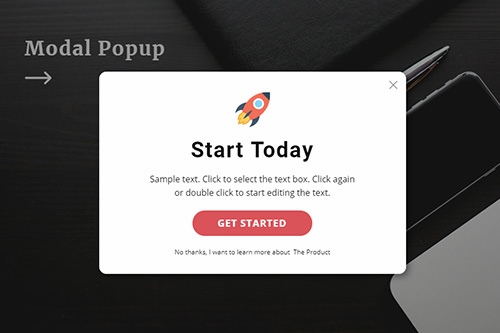 Modal Popup
Start Today
Sample text. Click to select the text box. Click again
or double click to start editing the text.
GET STARTED
No thanks, I want to learn more about The Product